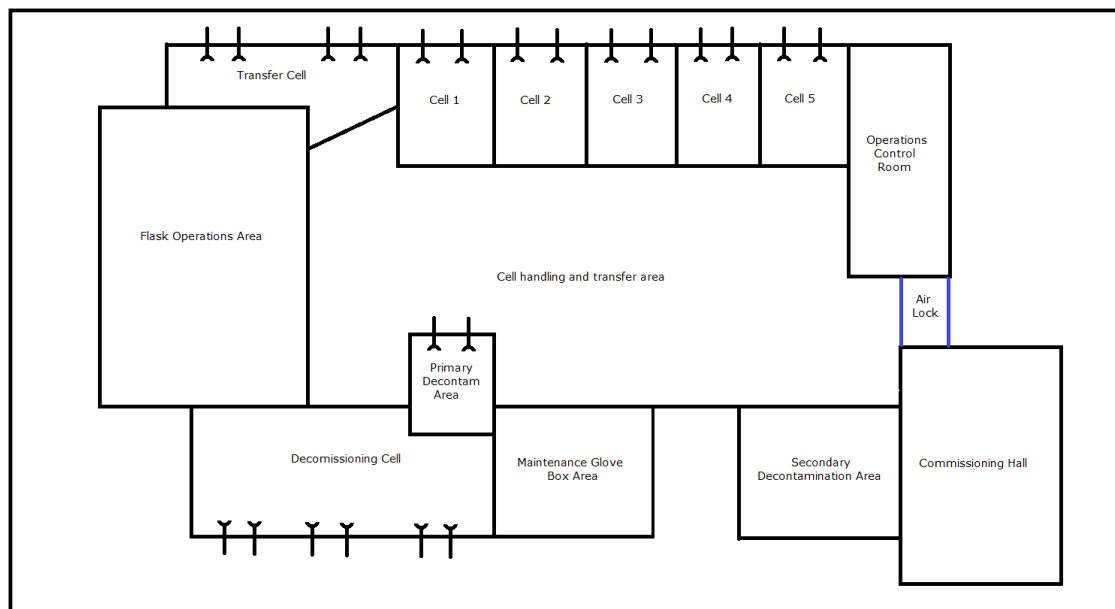 Transfer Cell
Cell 1
Cell 2
Cell 3
Cell 4
Cell 5
Operations
Control
Room
Flask Operations Area
Cell handling and transfer area
Air
Lock
Primary
Decontam
Area
Decomissioning Cell
Maintenance Glove
Box Area
Secondary
Decontamination Area
Commissioning Hall